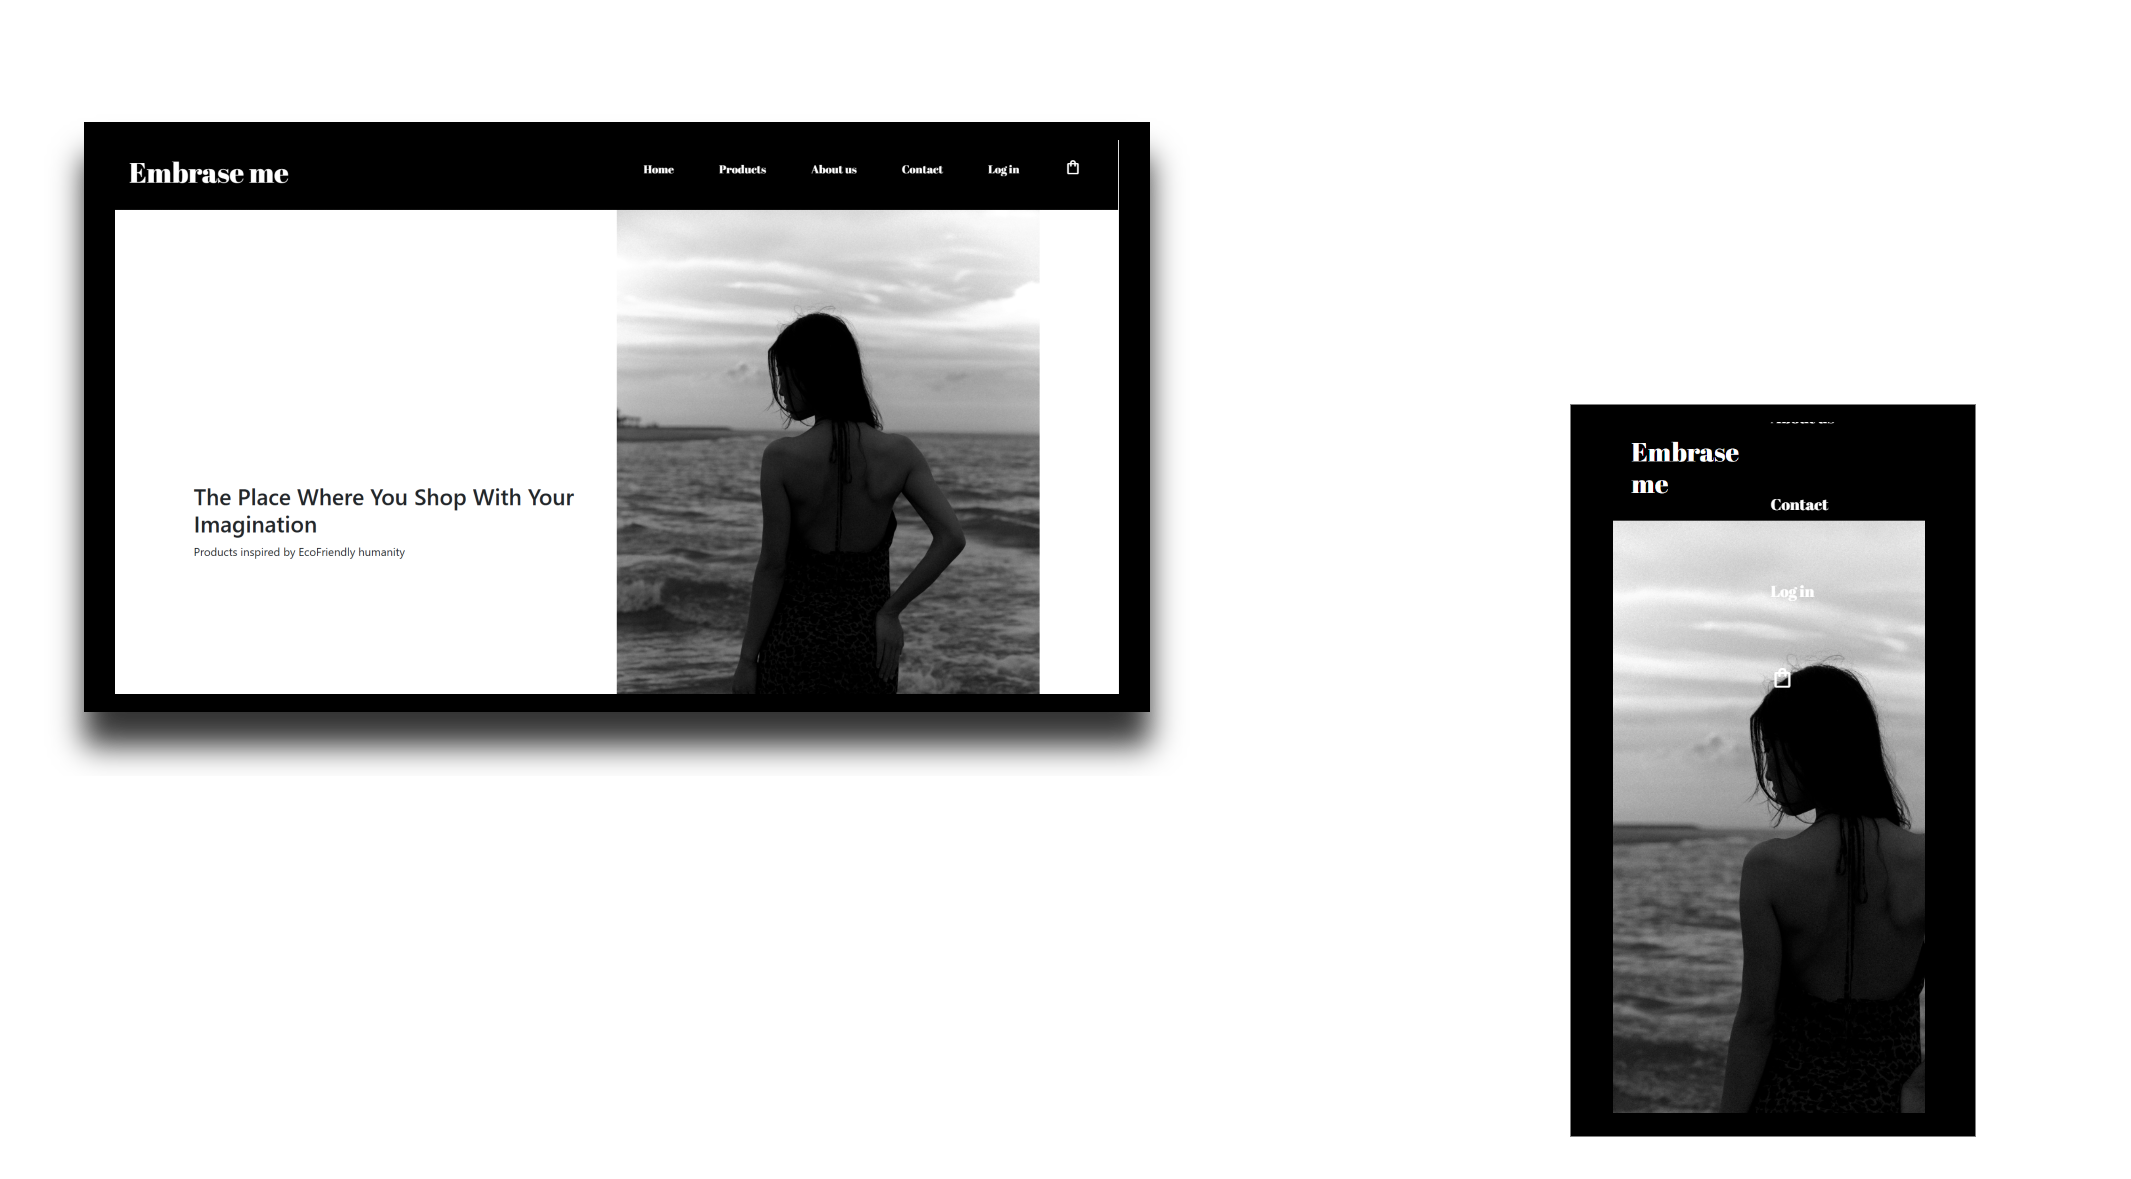 Embrase me
Home Products About us Contact Log in
The Place Where You Shop With Your
Imagination
Products inspired by EcoFriendly humanity
Embrase
me
Contact
Log in